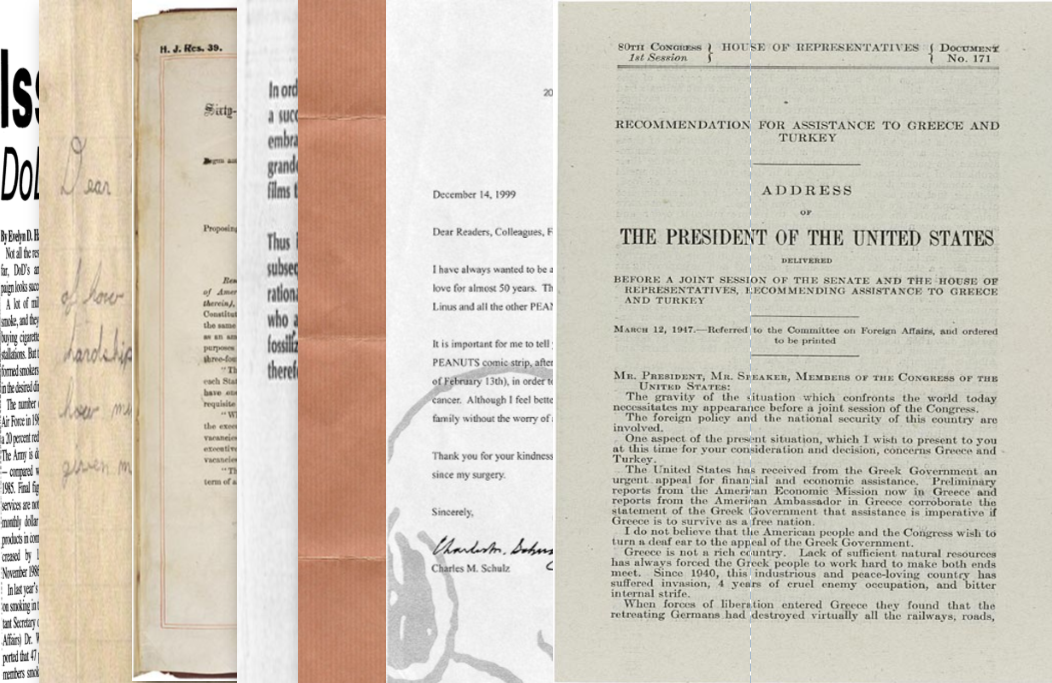 Iss
DoD
By Evelyn D. H
Not all the res
far, DoD's an
paign looks succ
A lot of mil
smoke, and they
buying cigarette
stallations. But t
formed smokers
in the desired di
The number
Air Force in 198
a 20 percent red
The Army is d
— compared w
1985. Final fig
services are not
monthly dollar
products in com
creased by 1
November 1986
In last year's
on smoking in t
tant Secretary o
Affairs) Dr. W
ported that 47 p
members smok
Dear
of how
hardship
how mu
given m
H. J. Res. 39.
Sixty-
Begun an
Proposing
Res
of Amer
therein),
Constitut
the same
as an am
purposes
three-fou
"Th
each Stat
have one
requisite
"W
the exec
vacancies
executive
vacancies
"Th
term of a
In ord
a succ
embra
grande
films t
Thus i
subsec
rationa
who a
fossiliz
therefo
20
December 14, 1999
Dear Readers, Colleagues, F
I have always wanted to be a
love for almost 50 years. Th
Linus and all the other PEAN
It is important for me to tell
PEANUTS comic strip, after
of February 13th), in order to
cancer. Although I feel bette
family without the worry of
Thank you for your kindness
since my surgery.
Sincerely,
Charles M. Schulz
Charles M. Schulz
80TH CONGRESS } HOUSE OF REPRESENTATIVES { DOCUMENT
1st Session No. 171
RECOMMENDATION FOR ASSISTANCE TO GREECE AND
TURKEY
ADDRESS
OF
THE PRESIDENT OF THE UNITED STATES
DELIVERED
BEFORE A JOINT SESSION OF THE SENATE AND THE HOUSE OF
REPRESENTATIVES, RECOMMENDING ASSISTANCE TO GREECE
AND TURKEY
MARCH 12, 1947.—Referred to the Committee on Foreign Affairs, and ordered
to be printed
MR. PRESIDENT, MR. SPEAKER, MEMBERS OF THE CONGRESS OF THE
UNITED STATES:
The gravity of the situation which confronts the world today
necessitates my appearance before a joint session of the Congress.
The foreign policy and the national security of this country are
involved.
One aspect of the present situation, which I wish to present to you
at this time for your consideration and decision, concerns Greece and
Turkey.
The United States has received from the Greek Government an
urgent appeal for financial and economic assistance. Preliminary
reports from the American Economic Mission now in Greece and
reports from the American Ambassador in Greece corroborate the
statement of the Greek Government that assistance is imperative if
Greece is to survive as a free nation.
I do not believe that the American people and the Congress wish to
turn a deaf ear to the appeal of the Greek Government.
Greece is not a rich country. Lack of sufficient natural resources
has always forced the Greek people to work hard to make both ends
meet. Since 1940, this industrious and peace-loving country has
suffered invasion, 4 years of cruel enemy occupation, and bitter
internal strife.
When forces of liberation entered Greece they found that the
retreating Germans had destroyed virtually all the railways, roads,